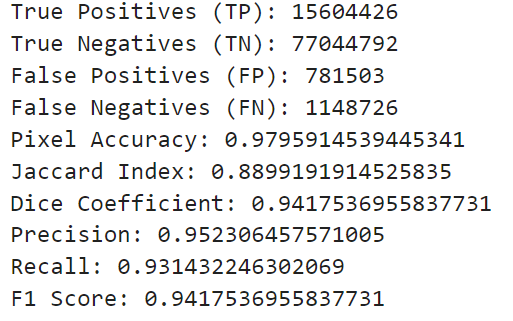 True Positives (TP): 15604426
True Negatives (TN): 77044792
False Positives (FP): 781503
False Negatives (FN): 1148726
Pixel Accuracy: 0.9795914539445341
Jaccard Index: 0.8899191914525835
Dice Coefficient: 0.9417536955837731
Precision: 0.952306457571005
Recall: 0.931432246302069
F1 Score: 0.9417536955837731